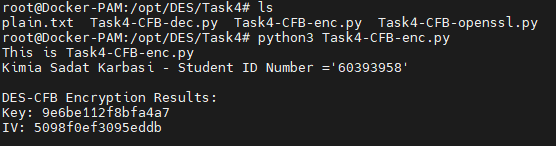 root@Docker-PAM:/opt/DES/Task4# ls
plain.txt  Task4-CFB-dec.py  Task4-CFB-enc.py  Task4-CFB-openssl.py
root@Docker-PAM:/opt/DES/Task4# python3 Task4-CFB-enc.py
This is Task4-CFB-enc.py
Kimia Sadat Karbasi - Student ID Number ='60393958'

DES-CFB Encryption Results:
Key: 9e6be112f8bfa4a7
IV: 5098f0ef3095eddb